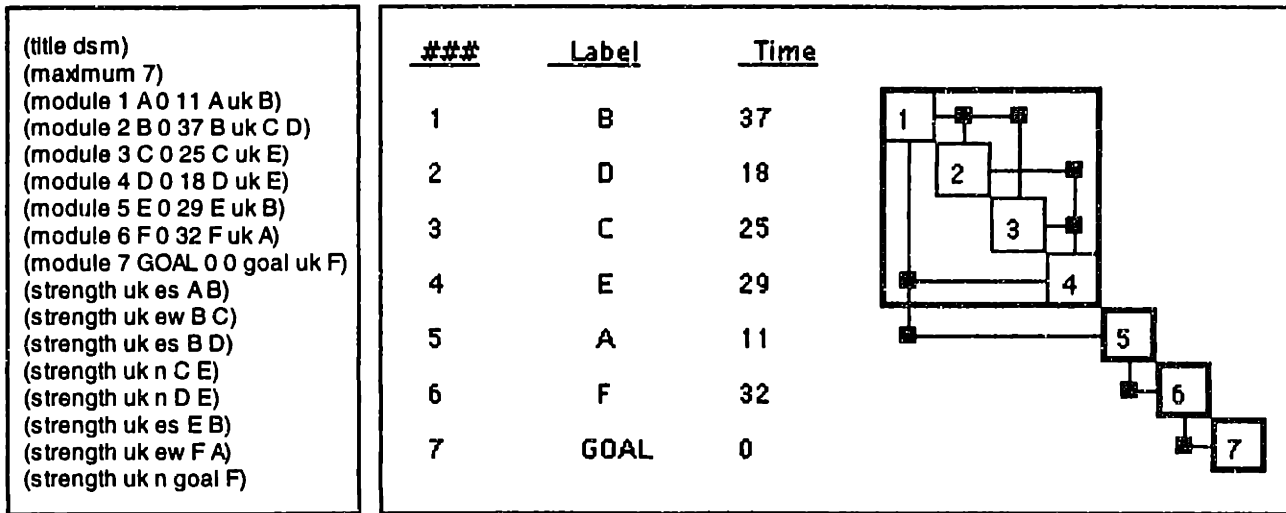 (title dsm)
(maximum 7)
(module 1 A 0 11 A uk B)
(module 2 B 0 37 B uk C D)
(module 3 C 0 25 C uk E)
(module 4 D 0 18 D uk E)
(module 5 E 0 29 E uk B)
(module 6 F 0 32 F uk A)
(module 7 GOAL 0 0 goal uk F)
(strength uk es A B)
(strength uk ew B C)
(strength uk es B D)
(strength uk n C E)
(strength uk n D E)
(strength uk es E B)
(strength uk ew F A)
(strength uk n goal F)
### Label Time
1 B 37
2 D 18
3 C 25
4 E 29
5 A 11
6 F 32
7 GOAL 0
1
2
3
4
5
6
7